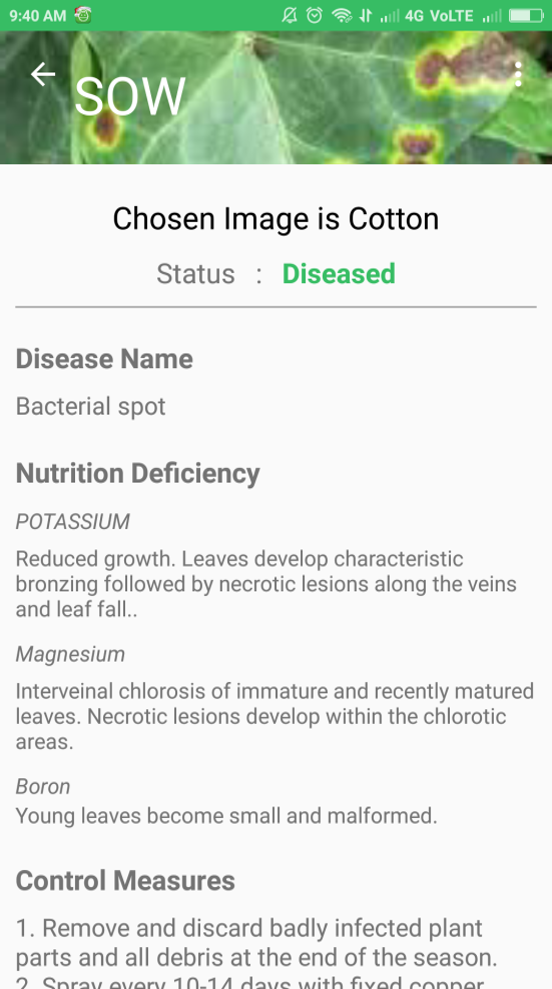 9:40 AM 4G VoLTE
SOW
Chosen Image is Cotton
Status : Diseased
Disease Name
Bacterial spot
Nutrition Deficiency
POTASSIUM
Reduced growth. Leaves develop characteristic
bronzing followed by necrotic lesions along the veins
and leaf fall..
Magnesium
Interveinal chlorosis of immature and recently matured
leaves. Necrotic lesions develop within the chlorotic
areas.
Boron
Young leaves become small and malformed.
Control Measures
1. Remove and discard badly infected plant
parts and all debris at the end of the season.
2. Spray every 10-14 days with fixed copper